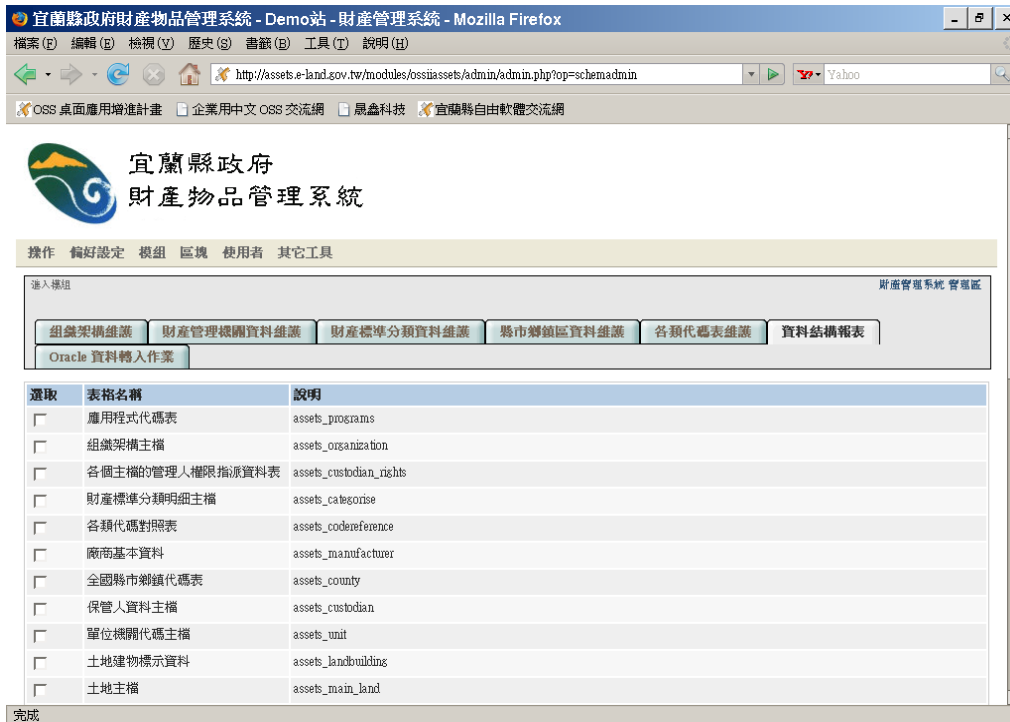 宜蘭縣政府財產物品管理系統 - Demo站 - 財產管理系統 - Mozilla Firefox
檔案(F) 編輯(E) 檢視(V) 歷史(S) 書籤(B) 工具(T) 說明(H)
http://assets.e-land.gov.tw/modules/ossiiassets/admin/admin.php?op=schemadmin Yahoo
OSS 桌面應用增進計畫 企業用中文 OSS 交流網 晟鑫科技 宜蘭縣自由軟體交流網
宜蘭縣政府
財產物品管理系統
操作 偏好設定 模組 區塊 使用者 其它工具
進入模組 財產管理系統 管理區
組織架構維護 財產管理機關資料維護 財產標準分類資料維護 縣市鄉鎮區資料維護 各類代碼表維護 資料結構報表
Oracle 資料轉入作業
選取 表格名稱 說明
應用程式代碼表 assets_programs
組織架構主檔 assets_organization
各個主檔的管理人權限指派資料表 assets_custodian_rights
財產標準分類明細主檔 assets_categorise
各類代碼對照表 assets_codereference
廠商基本資料 assets_manufacturer
全國縣市鄉鎮代碼表 assets_county
保管人資料主檔 assets_custodian
單位機關代碼主檔 assets_unit
土地建物標示資料 assets_landbuilding
土地主檔 assets_main_land
完成